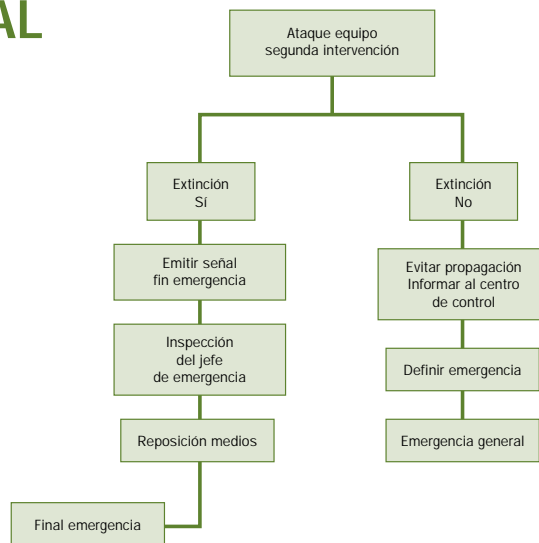 AL
Ataque equipo
segunda intervención
Extinción
Sí
Emitir señal
fin emergencia
Inspección
del jefe
de emergencia
Reposición medios
Final emergencia
Extinción
No
Evitar propagación
Informar al centro
de control
Definir emergencia
Emergencia general